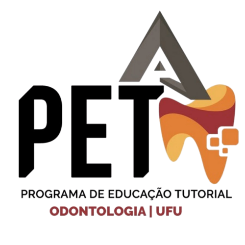 PET
PROGRAMA DE EDUCAÇÃO TUTORIAL
ODONTOLOGIA | UFU